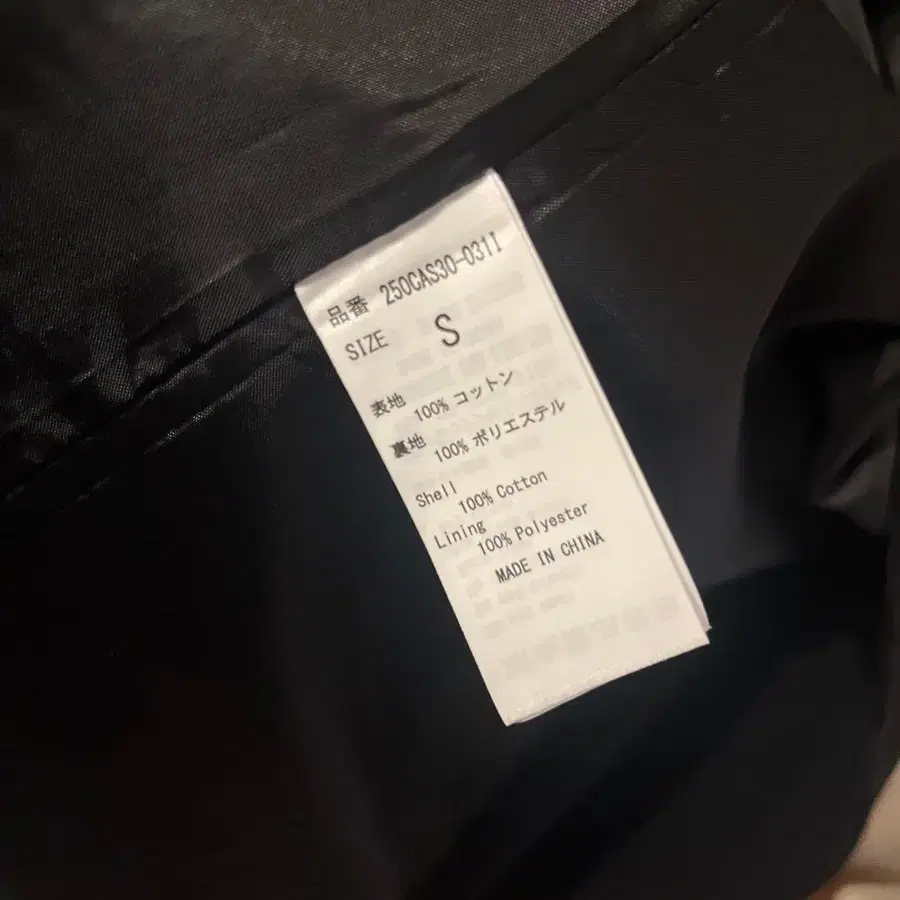 品番 250CAS30-031I
SIZE S
表地
100% コットン
裏地
100% ポリエステル
Shell
100% Cotton
Lining
100% Polyester
MADE IN CHINA